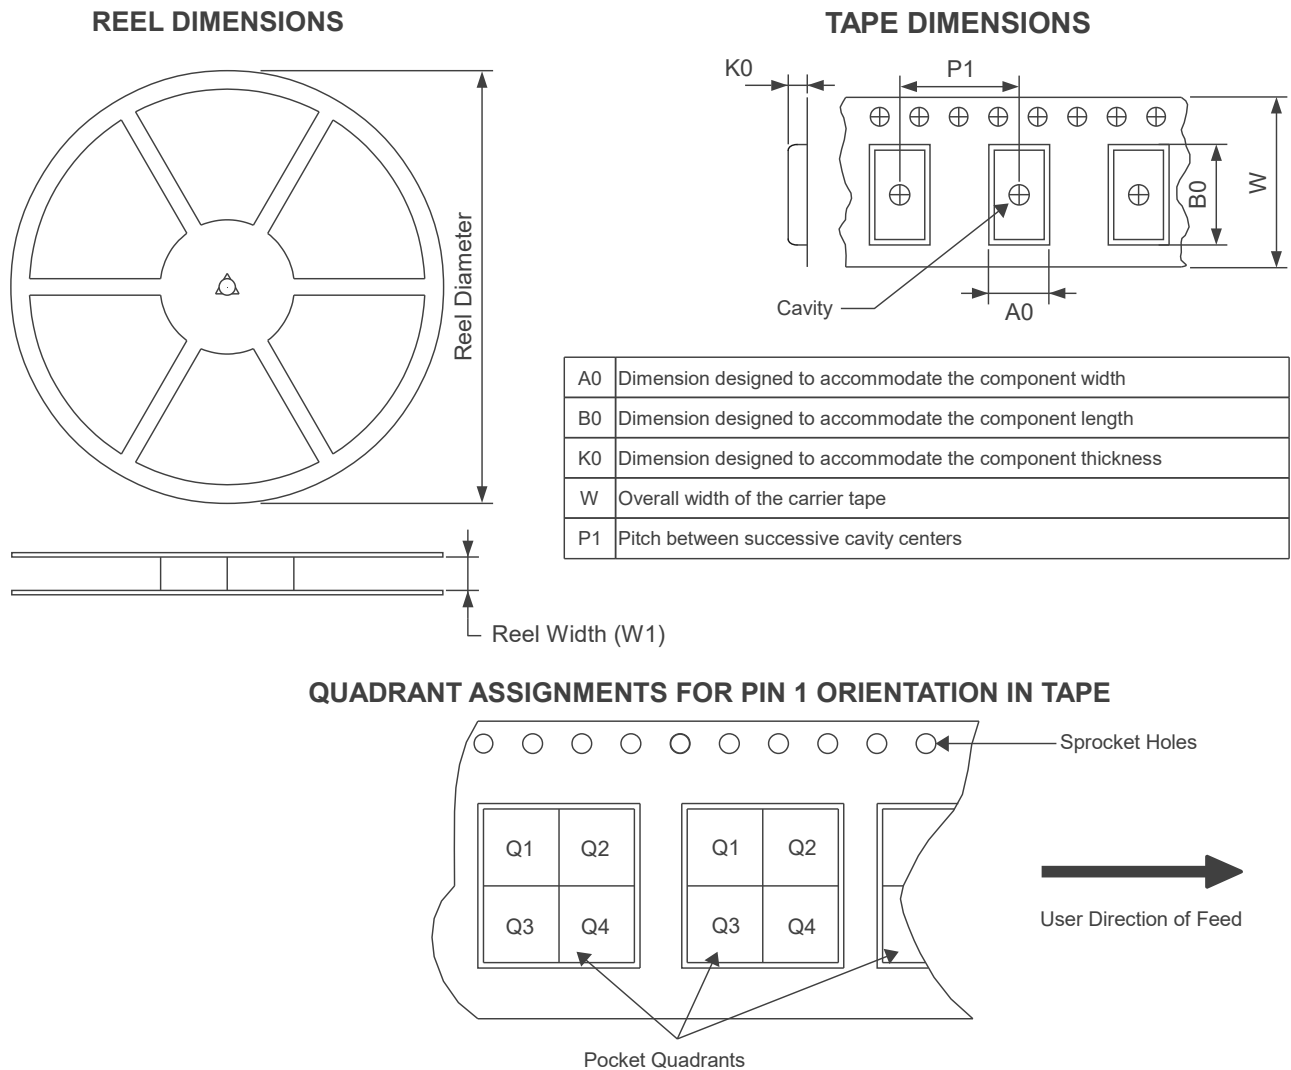 REEL DIMENSIONS
Reel Diameter
Reel Width (W1)
TAPE DIMENSIONS
K0
P1
B0
W
Cavity
A0
A0 Dimension designed to accommodate the component width
B0 Dimension designed to accommodate the component length
K0 Dimension designed to accommodate the component thickness
W Overall width of the carrier tape
P1 Pitch between successive cavity centers
QUADRANT ASSIGNMENTS FOR PIN 1 ORIENTATION IN TAPE
Sprocket Holes
Q1 Q2 Q1 Q2
Q3 Q4 Q3 Q4
User Direction of Feed
Pocket Quadrants